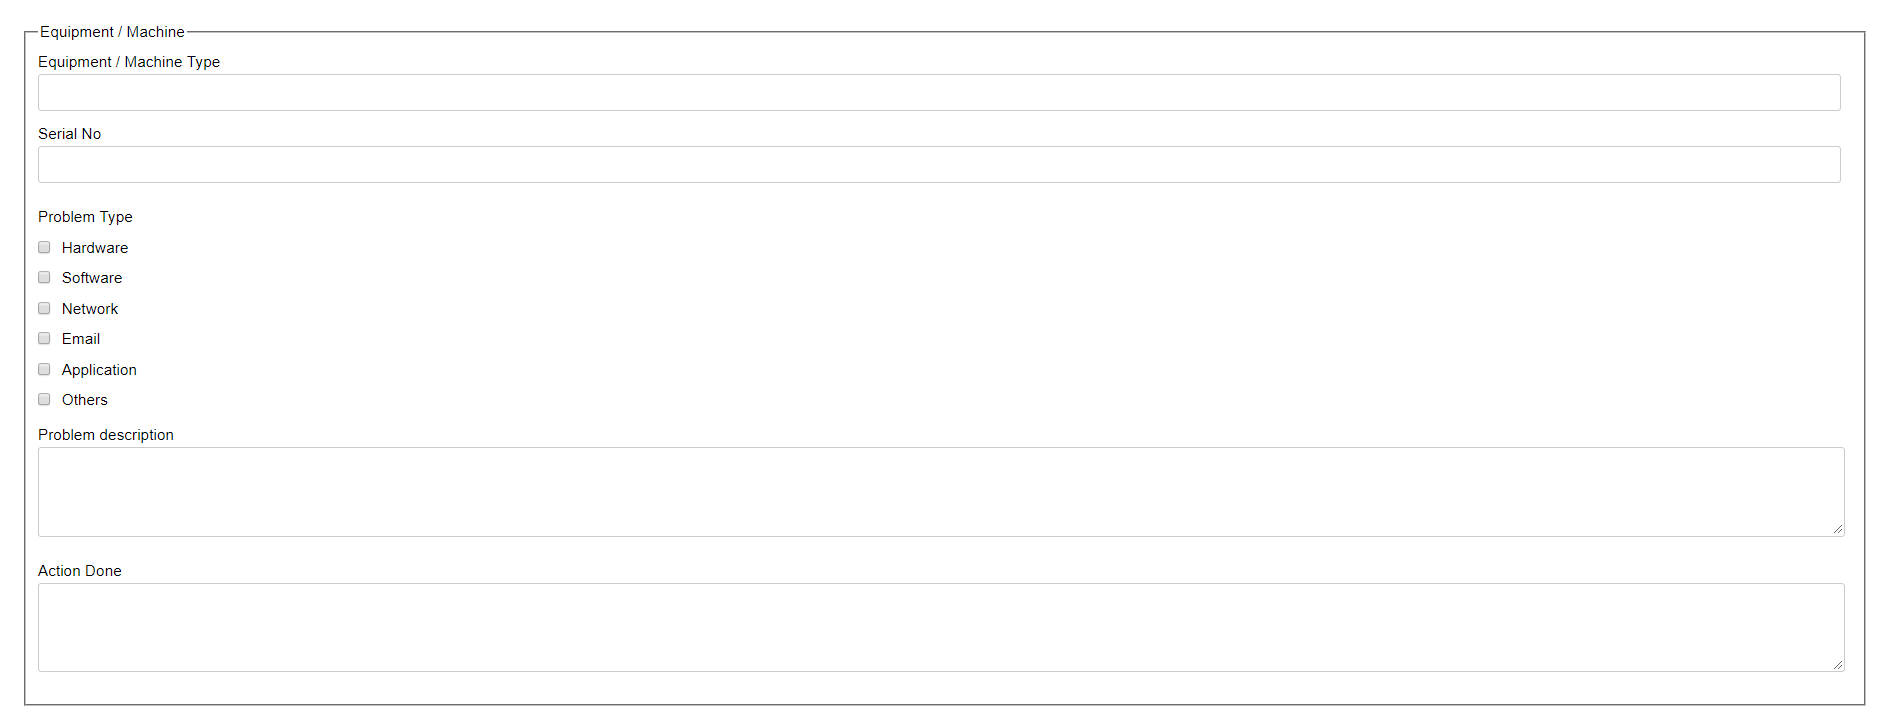 Equipment / Machine
Equipment / Machine Type
Serial No
Problem Type
Hardware
Software
Network
Email
Application
Others
Problem description
Action Done